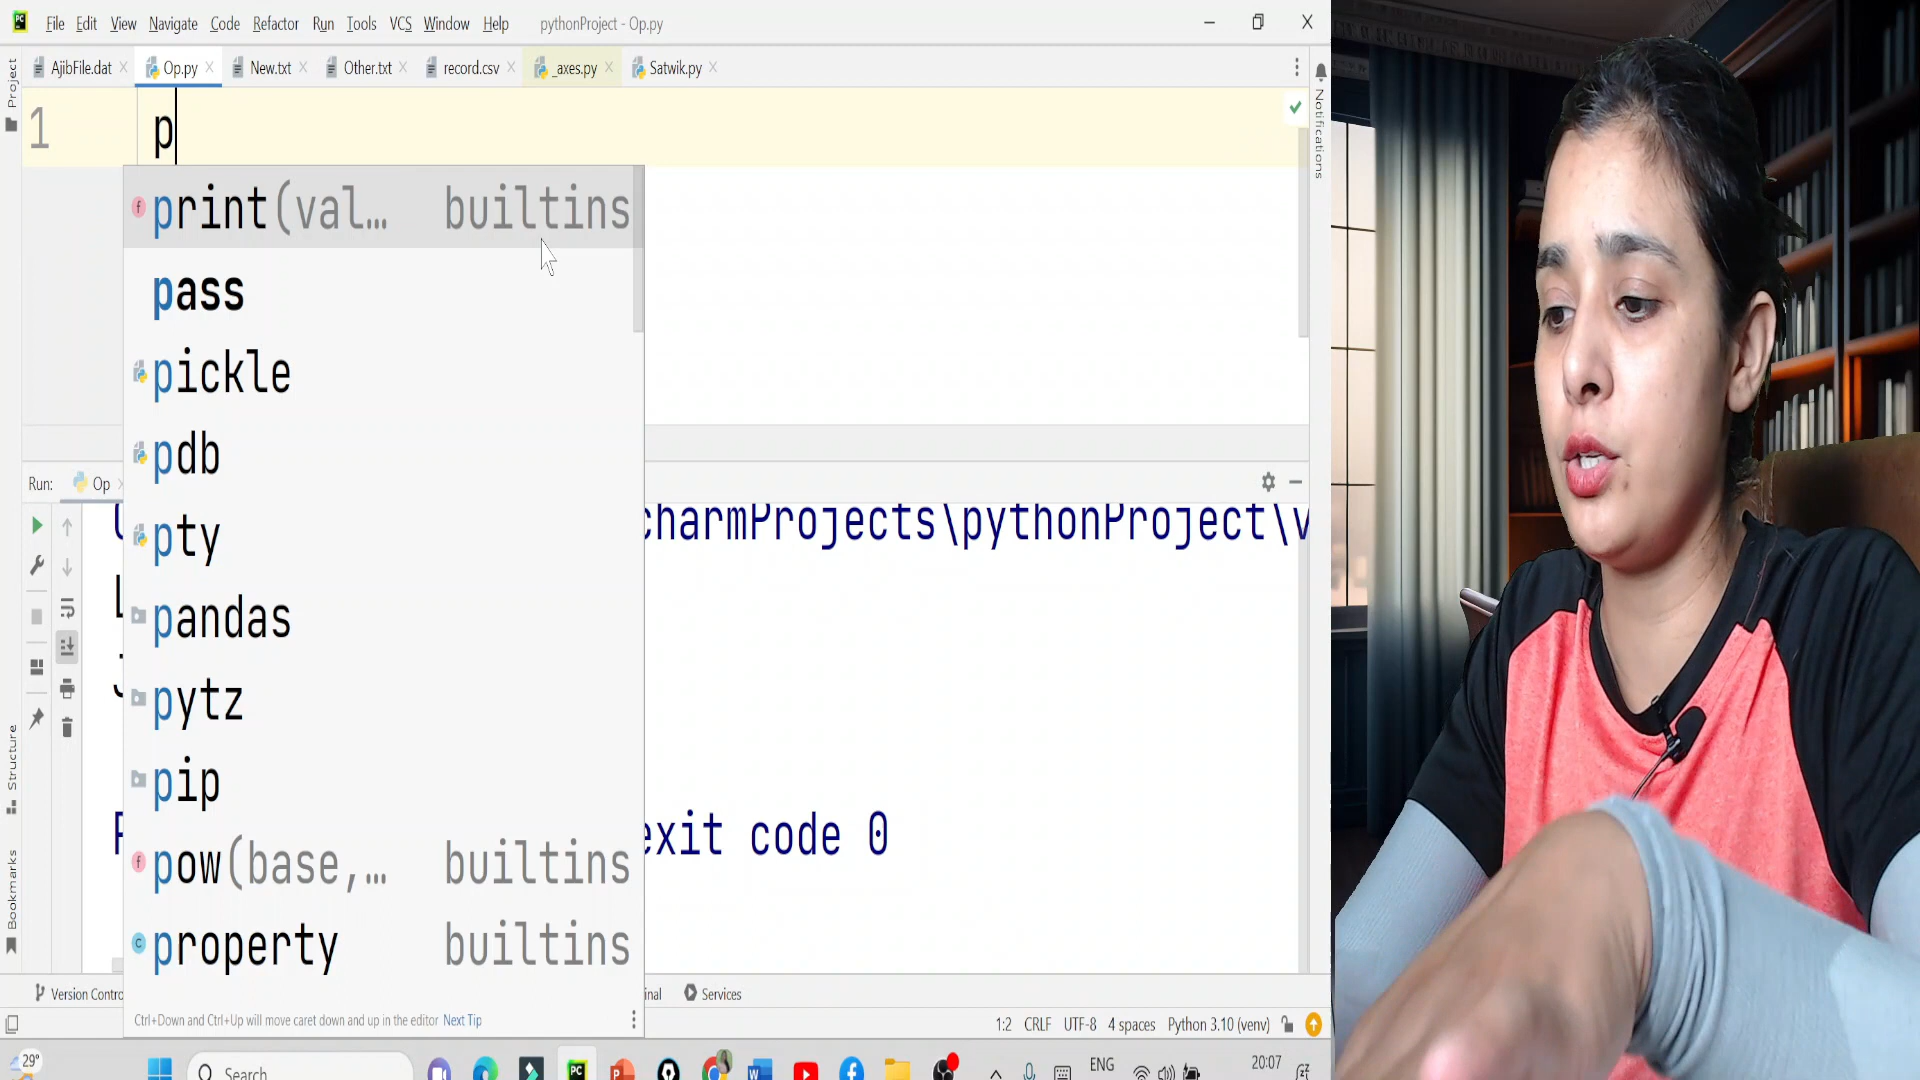 PC File Edit View Navigate Code Refactor Run Tools VCS Window Help pythonProject - Op.py
AjibFile.dat Op.py New.txt Other.txt record.csv _axes.py Satwik.py
Project
Notifications
1 p
print(val… builtins
pass
pickle
pdb
pty
pandas
pytz
pip
pow(base,… builtins
property builtins
Ctrl+Down and Ctrl+Up will move caret down and up in the editor Next Tip
Run: Op
charmProjects\pythonProject\v
exit code 0
Structure
Bookmarks
Version Contro
inal Services
1:2 CRLF UTF-8 4 spaces Python 3.10 (venv)
29° Search ENG 20:07